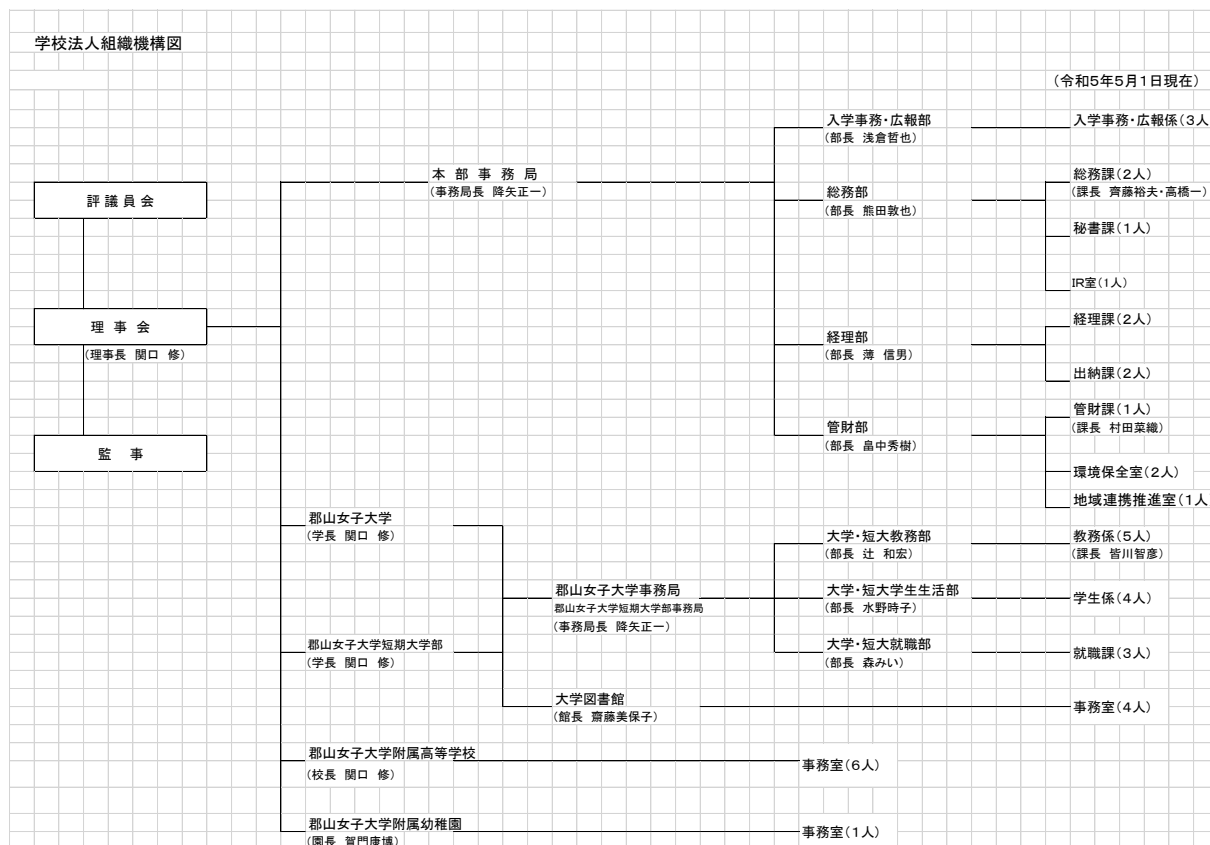 学校法人組織機構図
（令和5年5月1日現在）
評議員会
理事会
（理事長 関口 修）
監 事
本部事務局
（事務局長 降矢正一）
入学事務・広報部
（部長 浅倉哲也）
入学事務・広報係（3人
総務部
（部長 熊田敦也）
総務課（2人）
（課長 齊藤裕夫・高橋一）
秘書課（1人）
IR室（1人）
経理部
（部長 薄 信男）
経理課（2人）
出納課（2人）
管財部
（部長 畠中秀樹）
管財課（1人）
（課長 村田菜織）
環境保全室（2人）
地域連携推進室（1人
郡山女子大学
（学長 関口 修）
郡山女子大学短期大学部
（学長 関口 修）
郡山女子大学事務局
郡山女子大学短期大学部事務局
（事務局長 降矢正一）
大学・短大教務部
（部長 辻 和宏）
教務係（5人）
（課長 皆川智彦）
大学・短大学生生活部
（部長 水野時子）
学生係（4人）
大学・短大就職部
（部長 森みい）
就職課（3人）
大学図書館
（館長 齋藤美保子）
事務室（4人）
郡山女子大学附属高等学校
（校長 関口 修）
事務室（6人）
郡山女子大学附属幼稚園
（園長 賀門康博）
事務室（1人）